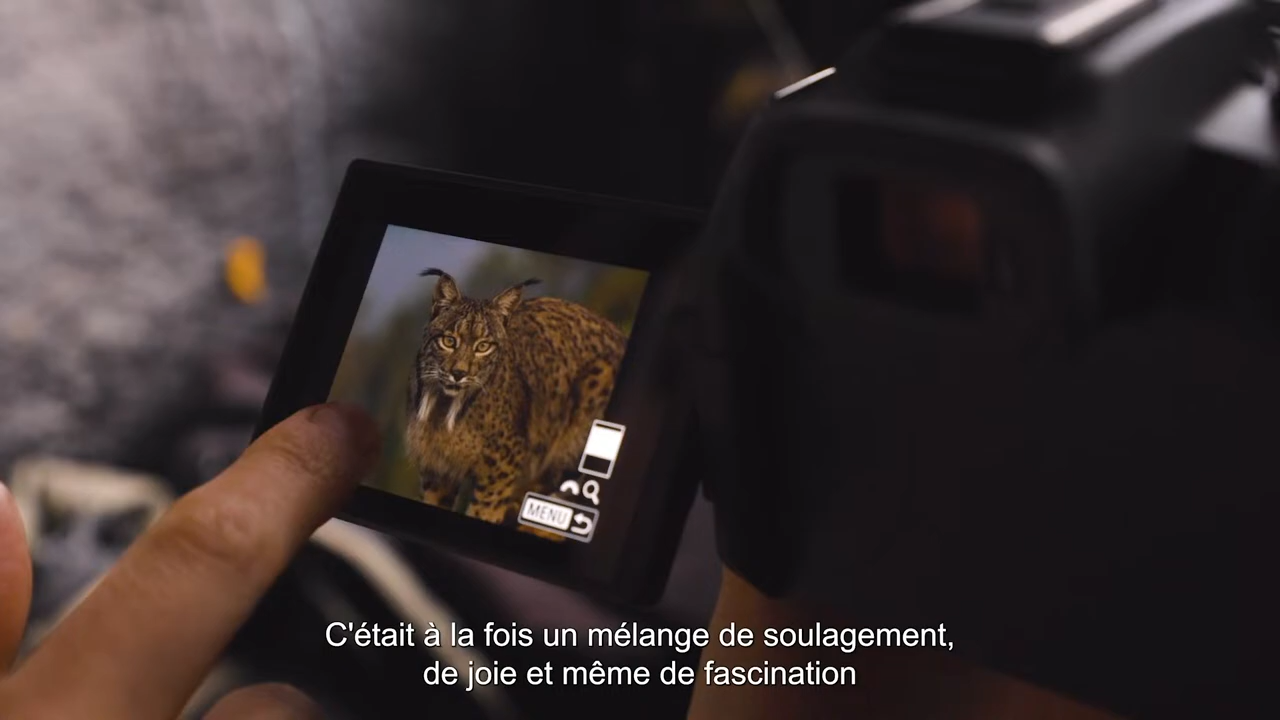 MENU
C'était à la fois un mélange de soulagement,
de joie et même de fascination